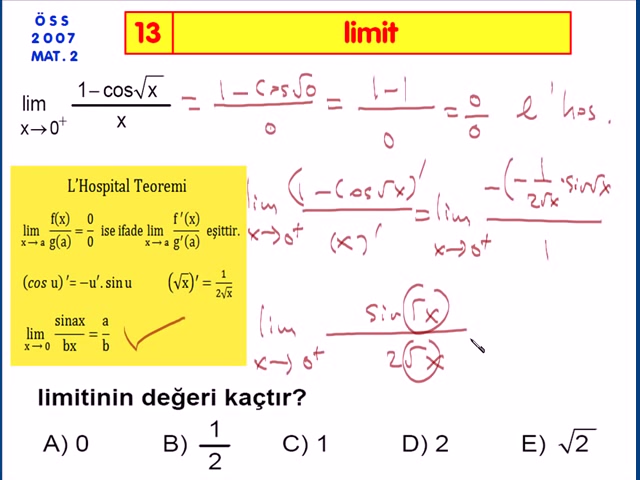 ÖSS
2007
MAT. 2
13 limit
lim x→0⁺ (1 − cos√x)/x = (1 − cos√0)/0 = (1 − 1)/0 = 0/0 l'hos.
L'Hospital Teoremi
lim x→a f(x)/g(a) = 0/0 ise ifade lim x→a f′(x)/g′(a) eşittir.
(cos u)′ = −u′. sin u (√x)′ = 1/(2√x)
lim x→0 sinax/bx = a/b
lim x→0⁺ (1 − cos√x)′/(x)′ = lim x→0⁺ −(−1/(2√x) · sin√x/1
lim x→0⁺ sin√x/2√x
limitinin değeri kaçtır?
A) 0 B) 1/2 C) 1 D) 2 E) √2